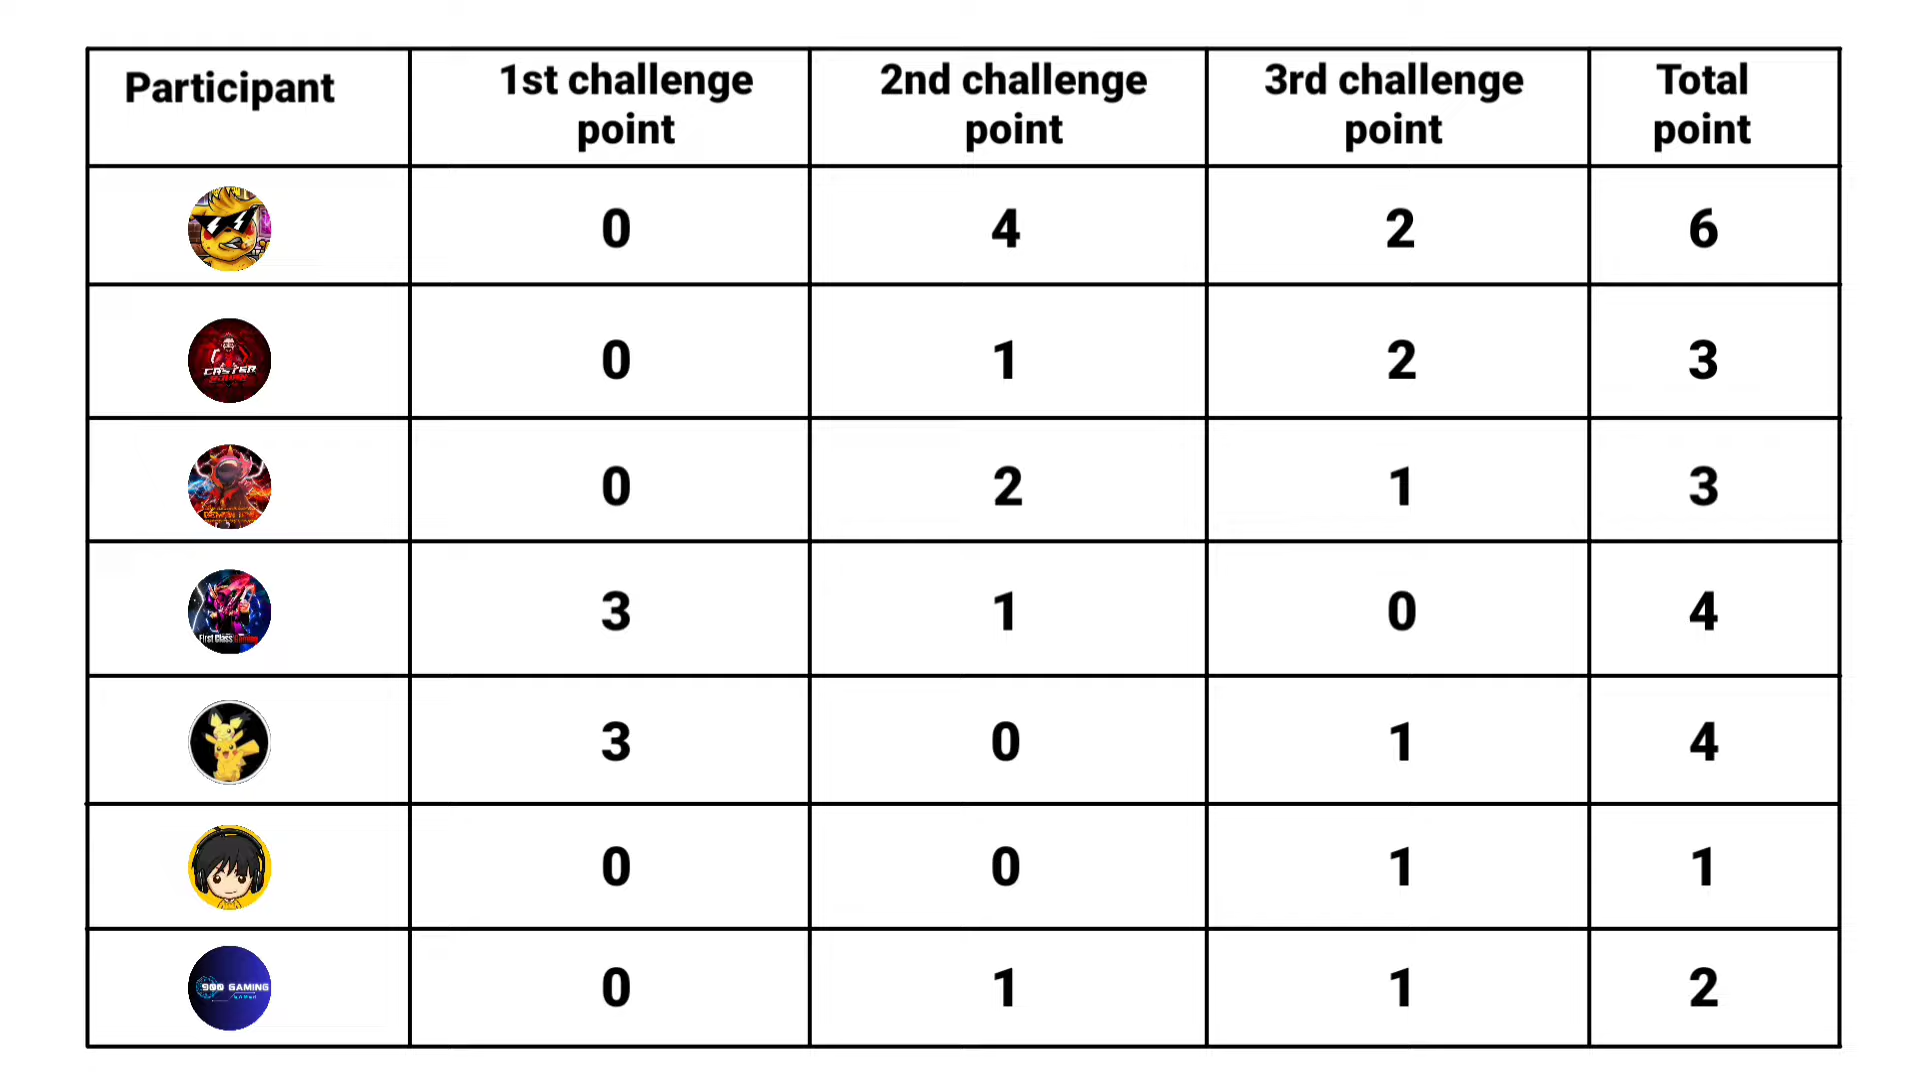 Participant
1st challenge
point
2nd challenge
point
3rd challenge
point
Total
point
0
4
2
6
CASTER
0
1
2
3
0
2
1
3
First Class Gaming
3
1
0
4
3
0
1
4
0
0
1
1
900 GAMING
0
1
1
2